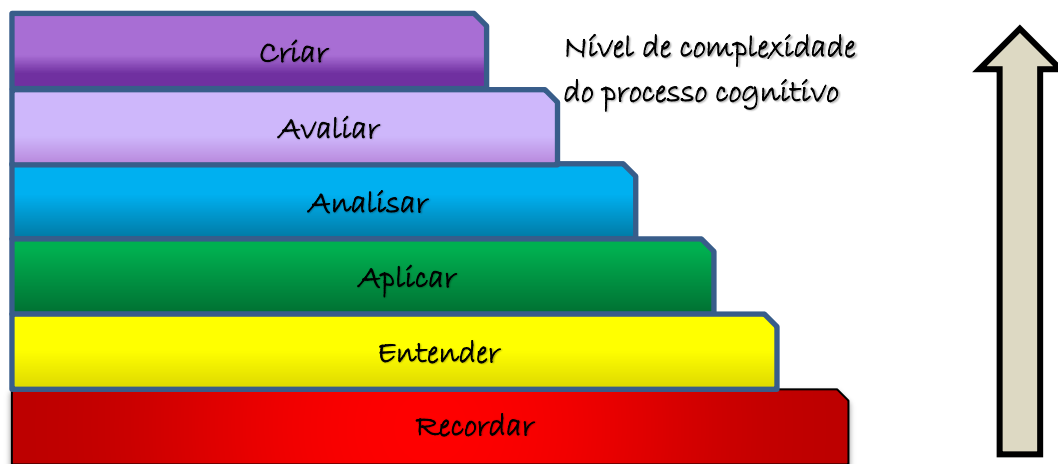 Criar
Nível de complexidade
do processo cognitivo
Avaliar
Analisar
Aplicar
Entender
Recordar